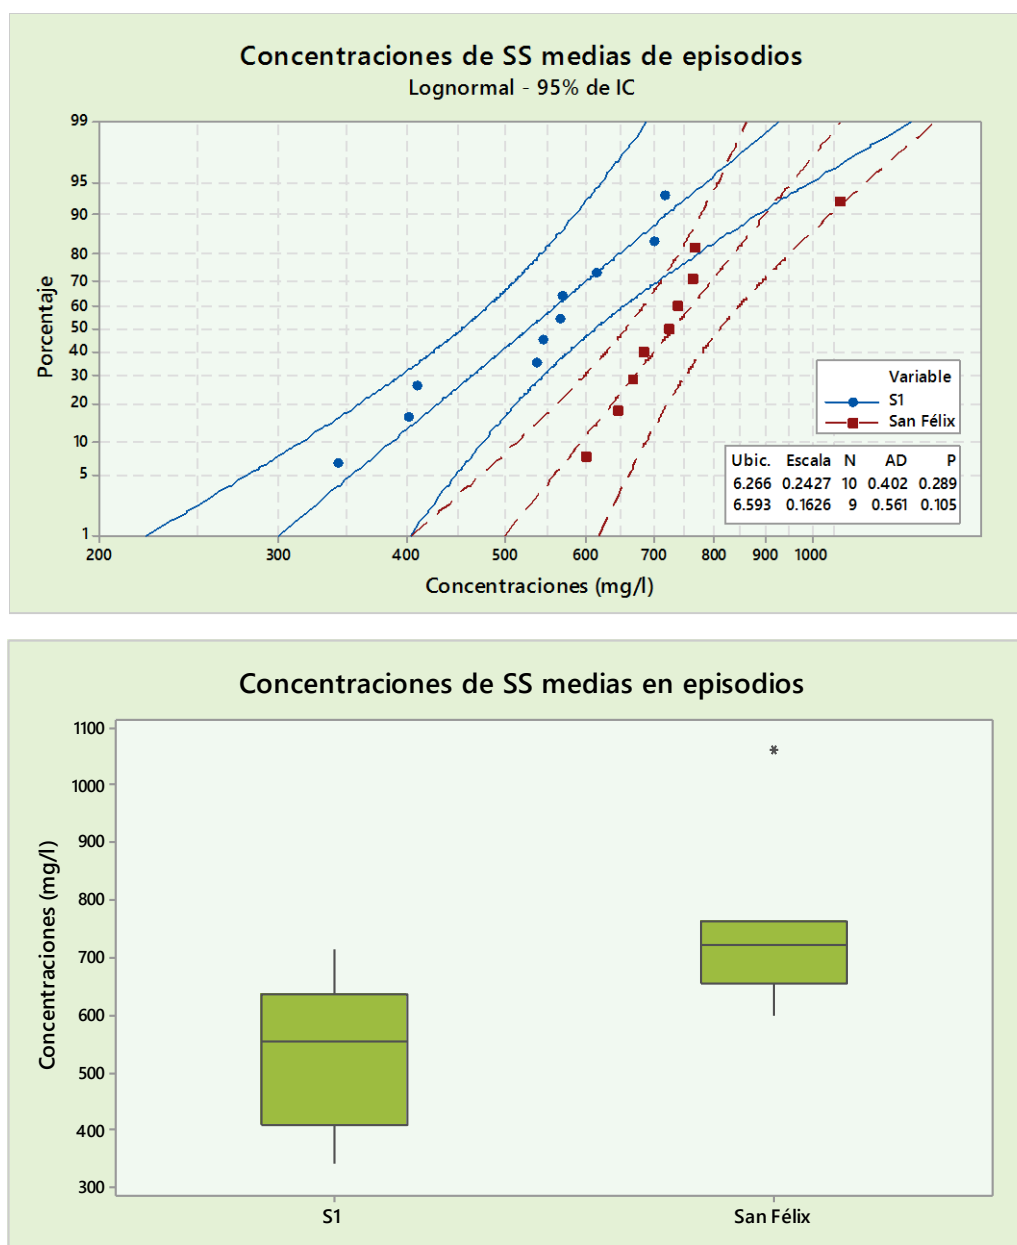 Concentraciones de SS medias de episodios
Lognormal - 95% de IC
Porcentaje
99
95
90
80
70
60
50
40
30
20
10
5
1
200 300 400 500 600 700 800 900 1000
Concentraciones (mg/l)
Variable
S1
San Félix
Ubic. Escala N AD P
6.266 0.2427 10 0.402 0.289
6.593 0.1626 9 0.561 0.105
Concentraciones de SS medias en episodios
Concentraciones (mg/l)
1100
1000
900
800
700
600
500
400
300
S1 San Félix